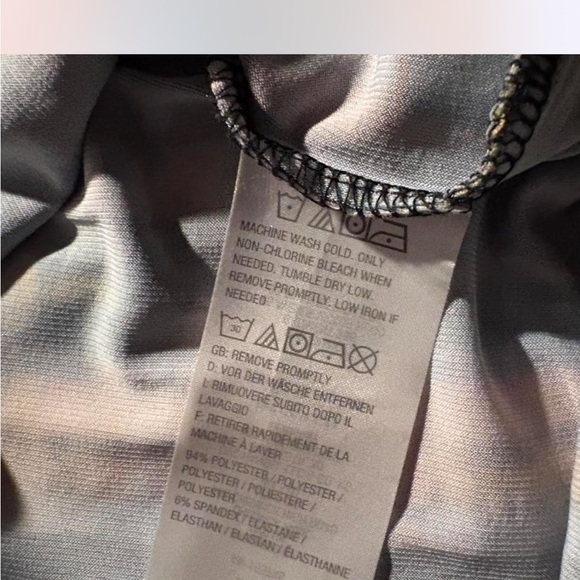 MACHINE WASH COLD. ONLY
NON-CHLORINE BLEACH WHEN
NEEDED. TUMBLE DRY LOW.
REMOVE PROMPTLY. LOW IRON IF
NEEDED.
30
GB: REMOVE PROMPTLY
D: VOR DER WÄSCHE ENTFERNEN
I: RIMUOVERE SUBITO DOPO IL
LAVAGGIO
F: RETIRER RAPIDEMENT DE LA
MACHINE À LAVER
94% POLYESTER / POLYESTER /
POLYESTER / POLIESTERE /
POLYESTER
6% SPANDEX / ELASTANE /
ELASTHAN / ELASTAN / ÉLASTHANNE